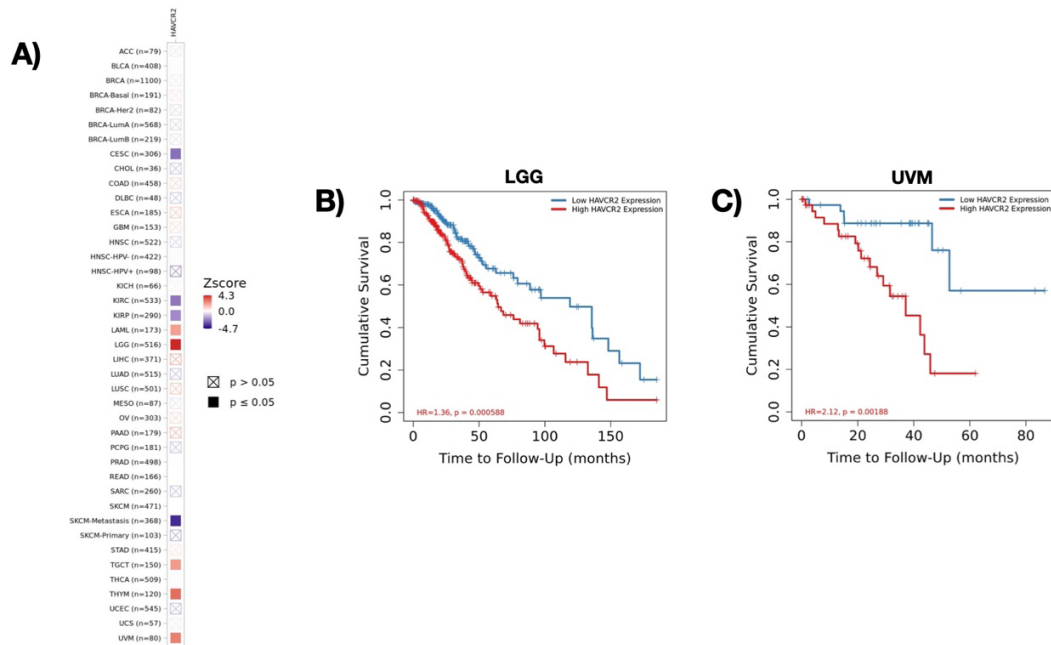 A)
HAVCR2
ACC (n=79)
BLCA (n=408)
BRCA (n=1100)
BRCA-Basal (n=191)
BRCA-Her2 (n=82)
BRCA-LumA (n=568)
BRCA-LumB (n=219)
CESC (n=306)
CHOL (n=36)
COAD (n=458)
DLBC (n=48)
ESCA (n=185)
GBM (n=153)
HNSC (n=522)
HNSC-HPV- (n=422)
HNSC-HPV+ (n=98)
KICH (n=66)
KIRC (n=533)
KIRP (n=290)
LAML (n=173)
LGG (n=516)
LIHC (n=371)
LUAD (n=515)
LUSC (n=501)
MESO (n=87)
OV (n=303)
PAAD (n=179)
PCPG (n=181)
PRAD (n=498)
READ (n=166)
SARC (n=260)
SKCM (n=471)
SKCM-Metastasis (n=368)
SKCM-Primary (n=103)
STAD (n=415)
TGCT (n=150)
THCA (n=509)
THYM (n=120)
UCEC (n=545)
UCS (n=57)
UVM (n=80)
Zscore
4.3
0.0
-4.7
p > 0.05
p ≤ 0.05
B)
LGG
Low HAVCR2 Expression
High HAVCR2 Expression
Cumulative Survival
1.0
0.8
0.6
0.4
0.2
0.0
HR=1.36, p = 0.000588
0 50 100 150
Time to Follow-Up (months)
C)
UVM
Low HAVCR2 Expression
High HAVCR2 Expression
Cumulative Survival
1.0
0.8
0.6
0.4
0.2
0.0
HR=2.12, p = 0.00188
0 20 40 60 80
Time to Follow-Up (months)